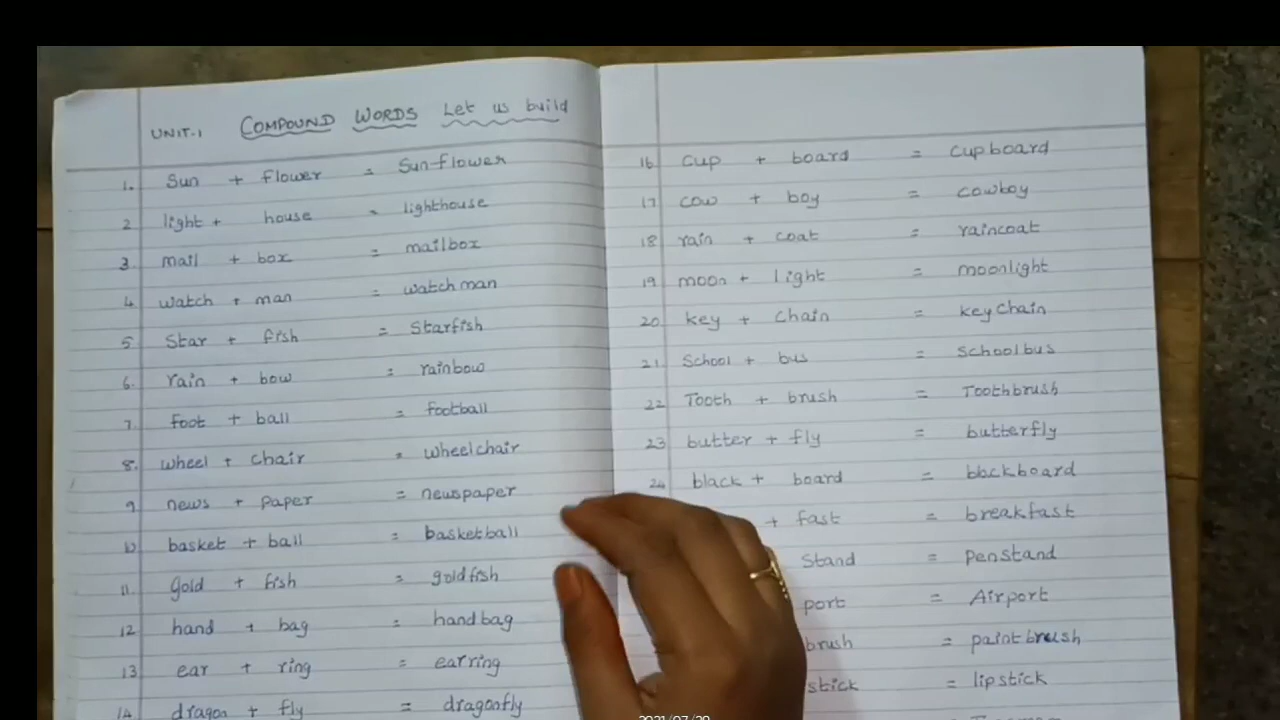 UNIT-1 COMPOUND WORDS Let us build
1. Sun + flower = Sunflower
2 light + house = lighthouse
3. mail + box = mailbox
4 watch + man = watchman
5 Star + fish = Starfish
6. rain + bow = rainbow
7. foot + ball = football
8. wheel + chair = wheelchair
9 news + paper = newspaper
10 basket + ball = basketball
11. gold + fish = goldfish
12 hand + bag = handbag
13 ear + ring = earring
14 dragon + fly = dragonfly
16 cup + board = cupboard
17 cow + boy = cowboy
18 rain + coat = raincoat
19 moon + light = moonlight
20 key + chain = keychain
21 School + bus = Schoolbus
22 Tooth + brush = Toothbrush
23 butter + fly = butterfly
24 black + board =
+ fast = breakfast
Stand = penstand
port = Airport
brush = paintbrush
stick = lipstick